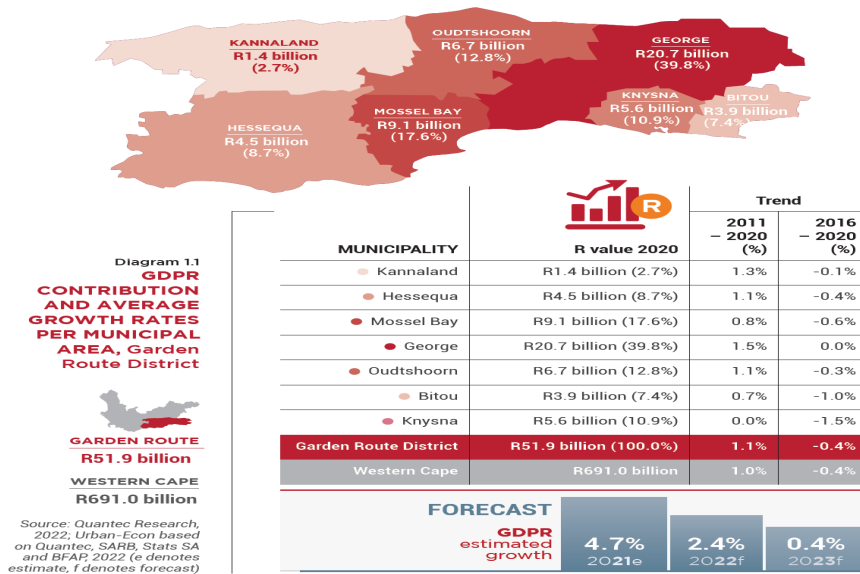 KANNALAND
R1.4 billion
(2.7%)
OUDTSHOORN
R6.7 billion
(12.8%)
GEORGE
R20.7 billion
(39.8%)
HESSEQUA
R4.5 billion
(8.7%)
MOSSEL BAY
R9.1 billion
(17.6%)
KNYSNA
R5.6 billion
(10.9%)
BITOU
R3.9 billion
(7.4%)
Diagram 1.1
GDPR
CONTRIBUTION
AND AVERAGE
GROWTH RATES
PER MUNICIPAL
AREA, Garden
Route District
GARDEN ROUTE
R51.9 billion
WESTERN CAPE
R691.0 billion
Source: Quantec Research,
2022; Urban-Econ based
on Quantec, SARB, Stats SA
and BFAP, 2022 (e denotes
estimate, f denotes forecast)
R
Trend
MUNICIPALITY R value 2020 2011 – 2020 (%) 2016 – 2020 (%)
Kannaland R1.4 billion (2.7%) 1.3% -0.1%
Hessequa R4.5 billion (8.7%) 1.1% -0.4%
Mossel Bay R9.1 billion (17.6%) 0.8% -0.6%
George R20.7 billion (39.8%) 1.5% 0.0%
Oudtshoorn R6.7 billion (12.8%) 1.1% -0.3%
Bitou R3.9 billion (7.4%) 0.7% -1.0%
Knysna R5.6 billion (10.9%) 0.0% -1.5%
Garden Route District R51.9 billion (100.0%) 1.1% -0.4%
Western Cape R691.0 billion 1.0% -0.4%
FORECAST
GDPR
estimated
growth
4.7% 2.4% 0.4%
2021e 2022f 2023f